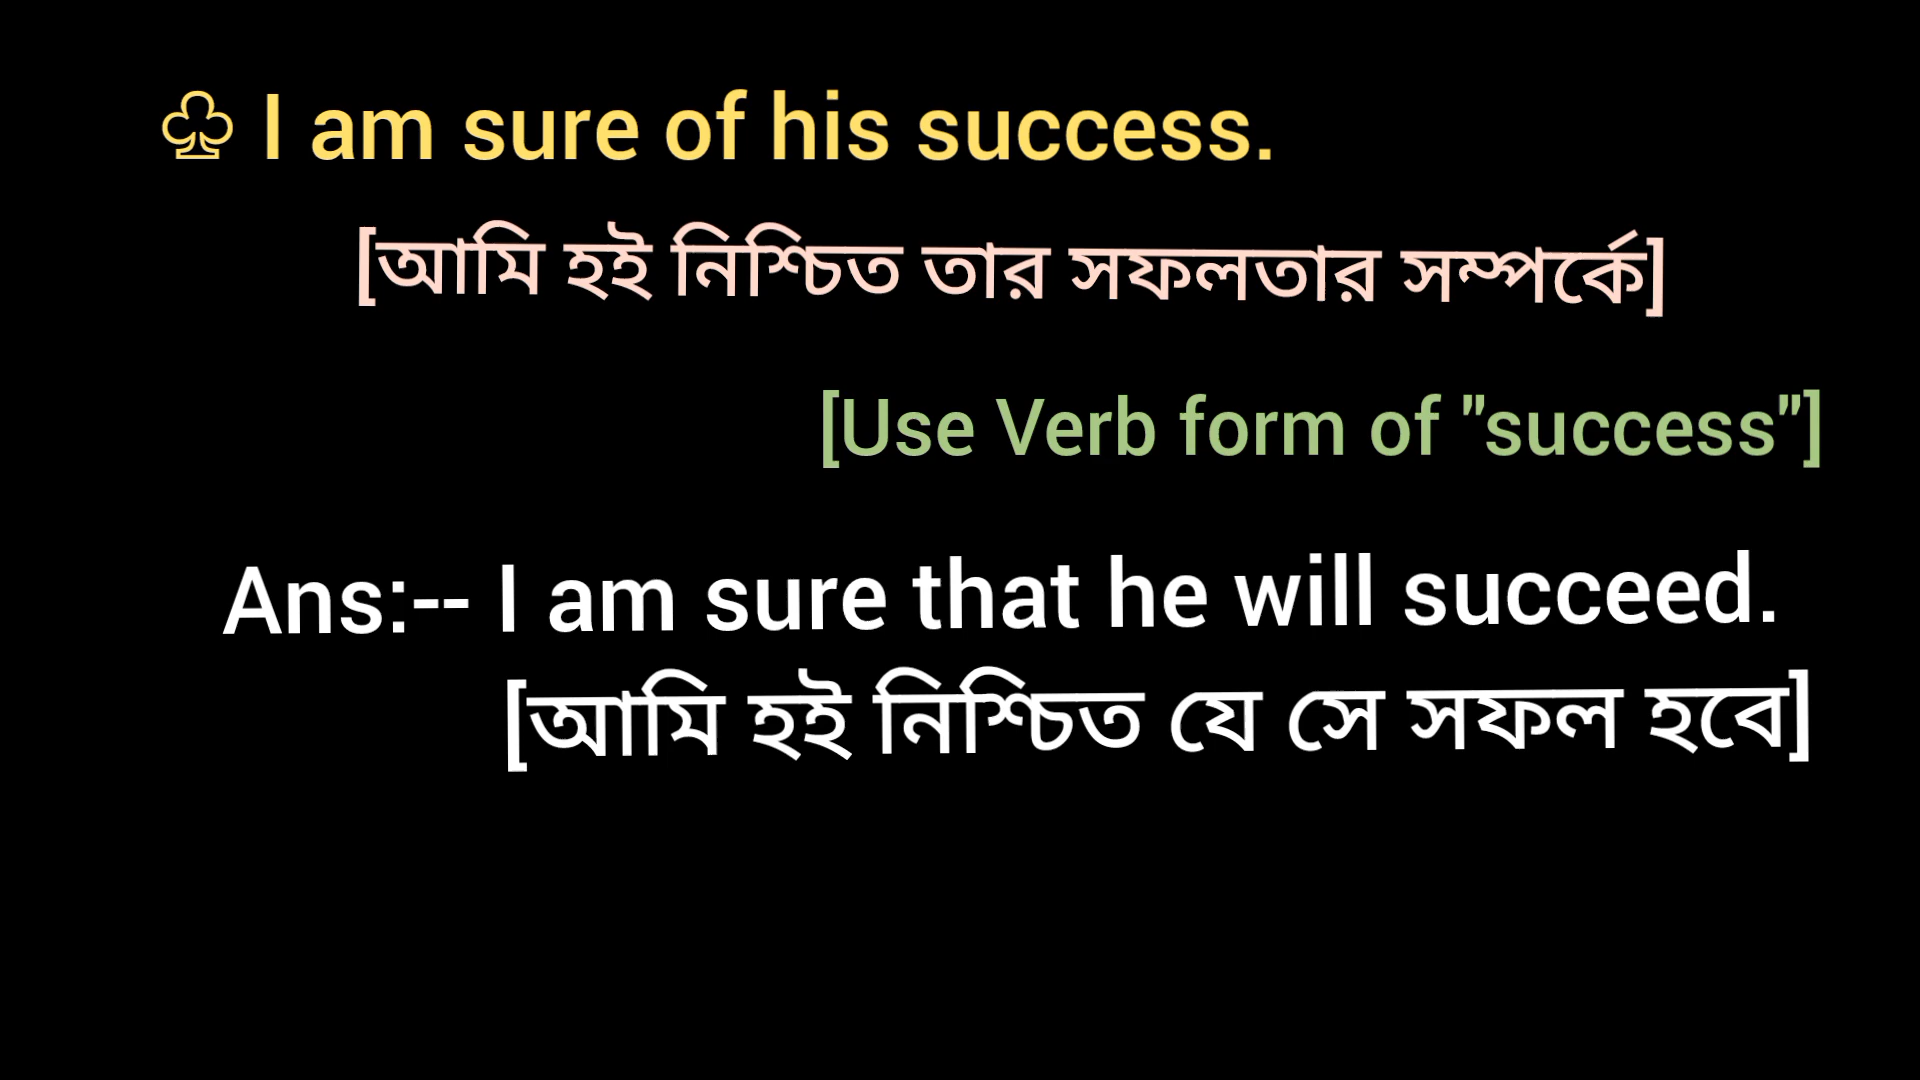 ♧ I am sure of his success.
[আমি হই নিশ্চিত তার সফলতার সম্পর্কে]
[Use Verb form of "success"]
Ans:-- I am sure that he will succeed.
[আমি হই নিশ্চিত যে সে সফল হবে]